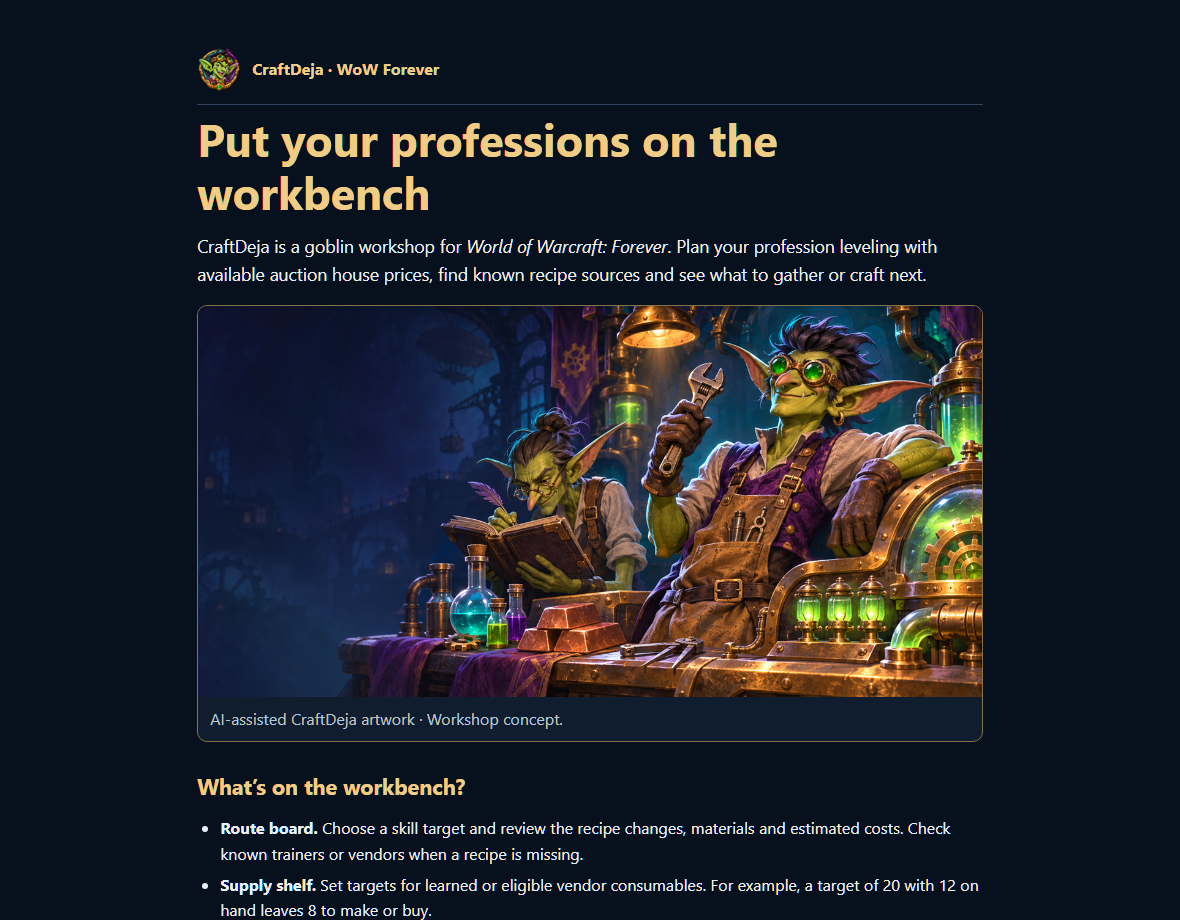 CraftDeja · WoW Forever
Put your professions on the
workbench
CraftDeja is a goblin workshop for World of Warcraft: Forever. Plan your profession leveling with
available auction house prices, find known recipe sources and see what to gather or craft next.
AI-assisted CraftDeja artwork · Workshop concept.
What’s on the workbench?
• Route board. Choose a skill target and review the recipe changes, materials and estimated costs. Check
known trainers or vendors when a recipe is missing.
• Supply shelf. Set targets for learned or eligible vendor consumables. For example, a target of 20 with 12 on
hand leaves 8 to make or buy.